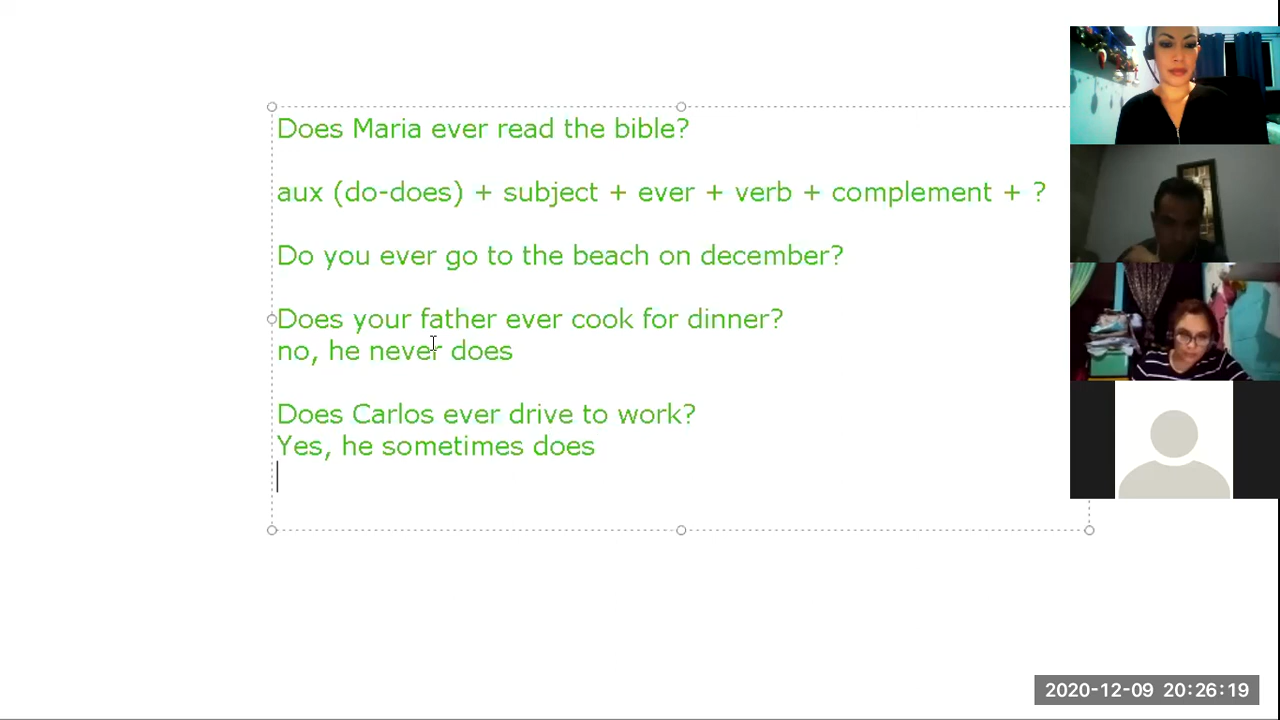 Does Maria ever read the bible?
aux (do-does) + subject + ever + verb + complement + ?
Do you ever go to the beach on december?
Does your father ever cook for dinner?
no, he never does
Does Carlos ever drive to work?
Yes, he sometimes does
2020-12-09 20:26:19